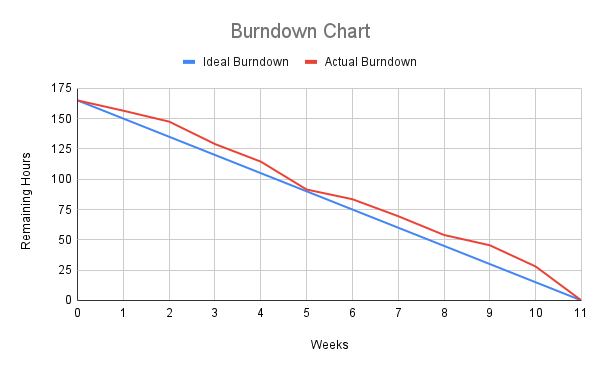 Burndown Chart
Ideal Burndown Actual Burndown
175
150
125
100
75
50
25
0
Remaining Hours
0 1 2 3 4 5 6 7 8 9 10 11
Weeks